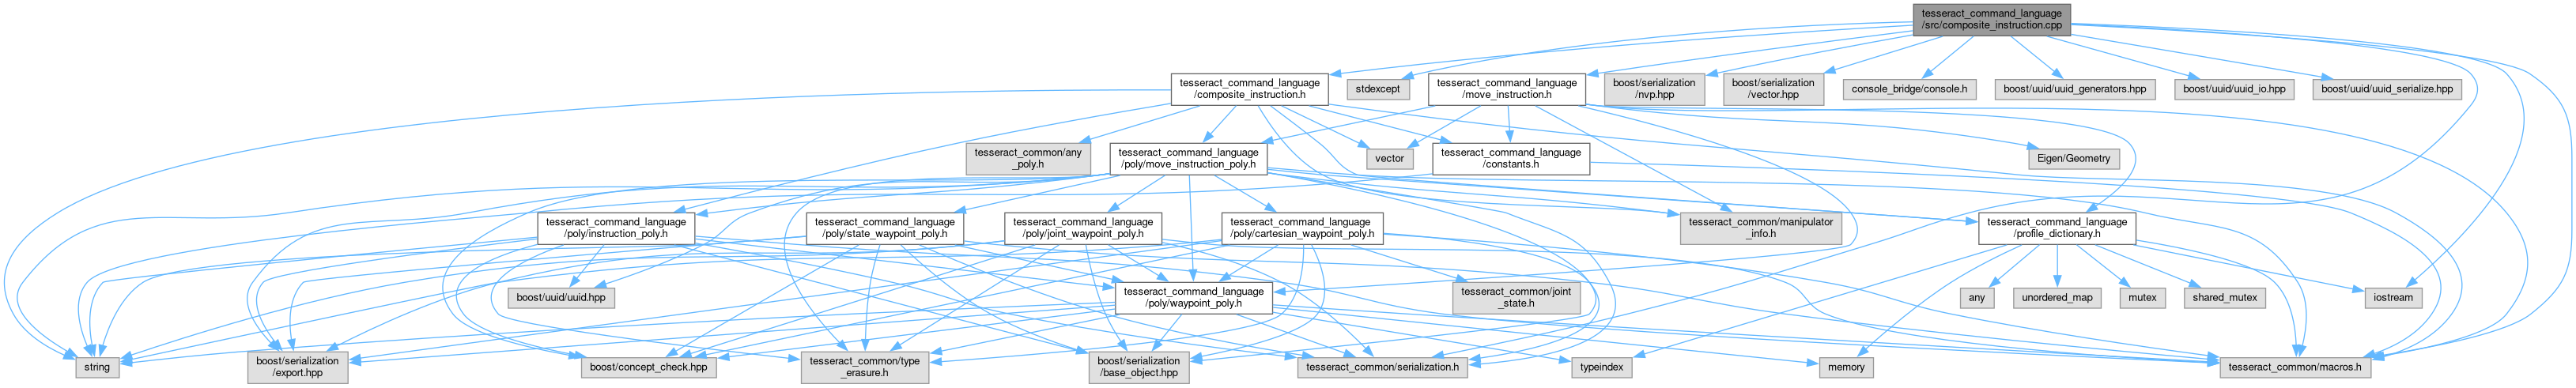 tesseract_command_language
/src/composite_instruction.cpp
tesseract_command_language
/composite_instruction.h
stdexcept
tesseract_command_language
/move_instruction.h
boost/serialization
/nvp.hpp
boost/serialization
/vector.hpp
console_bridge/console.h
boost/uuid/uuid_generators.hpp
boost/uuid/uuid_io.hpp
boost/uuid/uuid_serialize.hpp
tesseract_common/any
_poly.h
tesseract_command_language
/poly/move_instruction_poly.h
vector
tesseract_command_language
/constants.h
Eigen/Geometry
tesseract_command_language
/poly/instruction_poly.h
tesseract_command_language
/poly/state_waypoint_poly.h
tesseract_command_language
/poly/joint_waypoint_poly.h
tesseract_command_language
/poly/cartesian_waypoint_poly.h
tesseract_common/manipulator
_info.h
tesseract_command_language
/profile_dictionary.h
boost/uuid/uuid.hpp
tesseract_command_language
/poly/waypoint_poly.h
tesseract_common/joint
_state.h
any
unordered_map
mutex
shared_mutex
iostream
string
boost/serialization
/export.hpp
boost/concept_check.hpp
tesseract_common/type
_erasure.h
boost/serialization
/base_object.hpp
tesseract_common/serialization.h
typeindex
memory
tesseract_common/macros.h